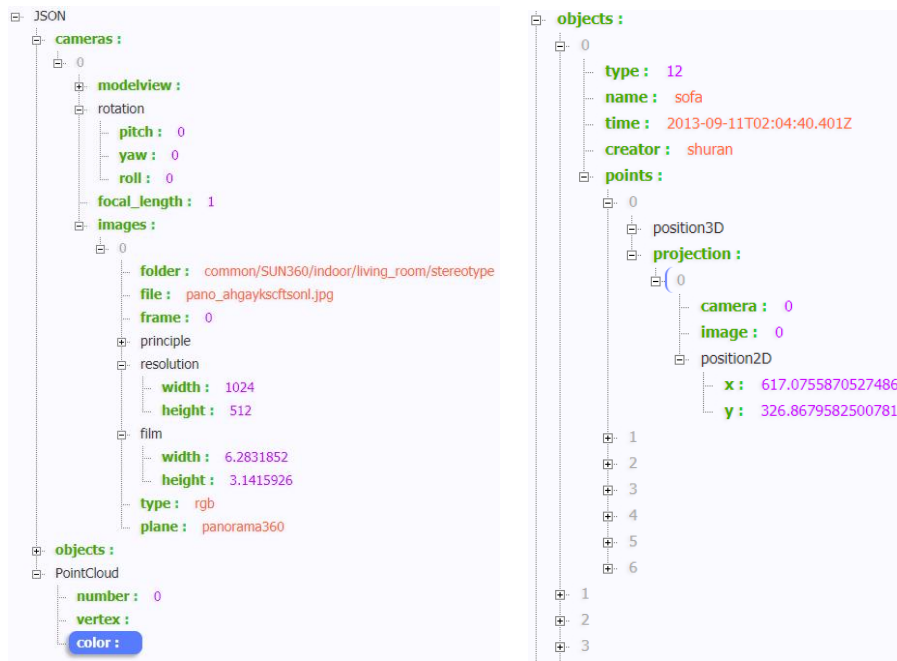 JSON
cameras :
0
modelview :
rotation
pitch : 0
yaw : 0
roll : 0
focal_length : 1
images :
0
folder : common/SUN360/indoor/living_room/stereotype
file : pano_ahgaykscftsonl.jpg
frame : 0
principle
resolution
width : 1024
height : 512
film
width : 6.2831852
height : 3.1415926
type : rgb
plane : panorama360
objects :
PointCloud
number : 0
vertex :
color :
objects :
0
type : 12
name : sofa
time : 2013-09-11T02:04:40.401Z
creator : shuran
points :
0
position3D
projection :
0
camera : 0
image : 0
position2D
x : 617.0755870527486
y : 326.8679582500781
1
2
3
4
5
6
1
2
3